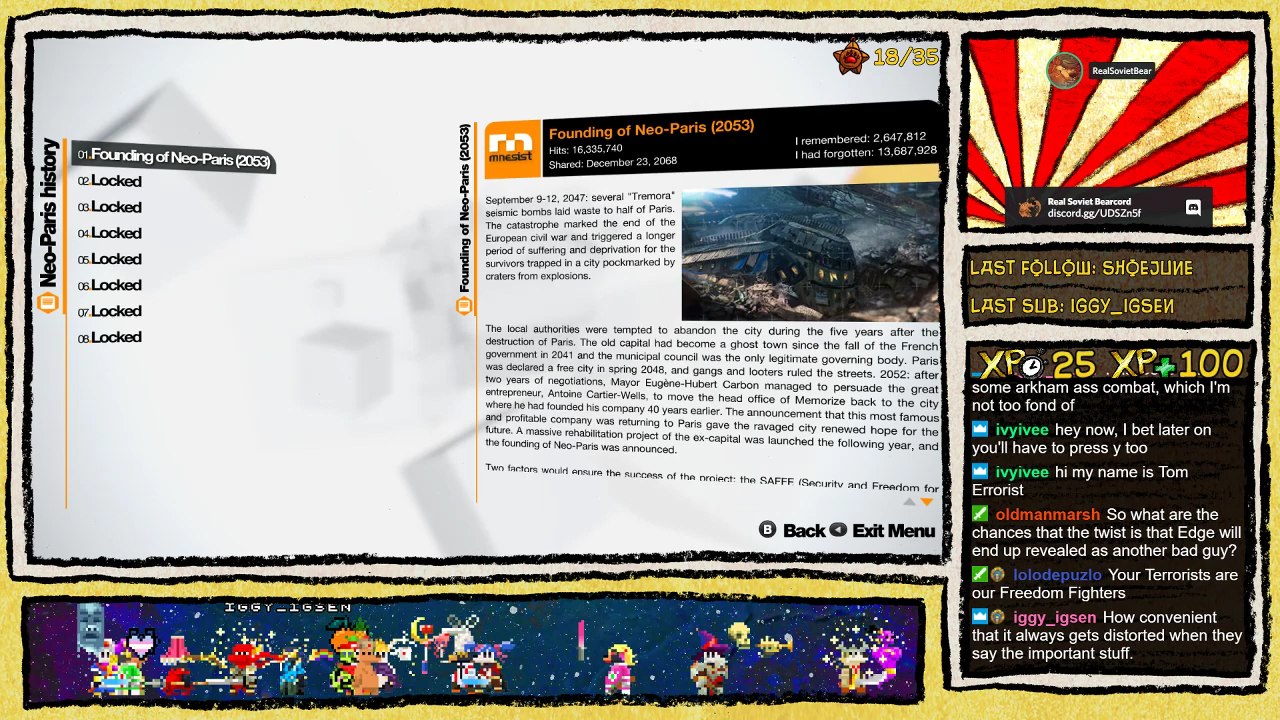 18/35
Neo-Paris history
01.Founding of Neo-Paris (2053)
02.Locked
03.Locked
04.Locked
05.Locked
06.Locked
07.Locked
08.Locked
Founding of Neo-Paris (2053)
mnesist
Founding of Neo-Paris (2053)
Hits: 16,335,740
Shared: December 23, 2068
I remembered: 2,647,812
I had forgotten: 13,687,928
September 9-12, 2047: several "Tremora"
seismic bombs laid waste to half of Paris.
The catastrophe marked the end of the
European civil war and triggered a longer
period of suffering and deprivation for the
survivors trapped in a city pockmarked by
craters from explosions.
The local authorities were tempted to abandon the city during the five years after the
destruction of Paris. The old capital had become a ghost town since the fall of the French
government in 2041 and the municipal council was the only legitimate governing body. Paris
was declared a free city in spring 2048, and gangs and looters ruled the streets. 2052: after
two years of negotiations, Mayor Eugène-Hubert Carbon managed to persuade the great
entrepreneur, Antoine Cartier-Wells, to move the head office of Memorize back to the city
where he had founded his company 40 years earlier. The announcement that this most famous
and profitable company was returning to Paris gave the ravaged city renewed hope for the
future. A massive rehabilitation project of the ex-capital was launched the following year, and
the founding of Neo-Paris was announced.
Two factors would ensure the success of the project: the SAFFE (Security and Freedom for
B Back Exit Menu
RealSovietBear
Real Soviet Bearcord
discord.gg/UDSZn5f
LAST FOLLOW: SHOEJUNE
LAST SUB: IGGY_IGSEN
XP 25 XP+100
some arkham ass combat, which I'm
not too fond of
ivyivee hey now, I bet later on
you'll have to press y too
ivyivee hi my name is Tom
Errorist
oldmanmarsh So what are the
chances that the twist is that Edge will
end up revealed as another bad guy?
lolodepuzlo Your Terrorists are
our Freedom Fighters
iggy_igsen How convenient
that it always gets distorted when they
say the important stuff.
IGGY_IGSEN